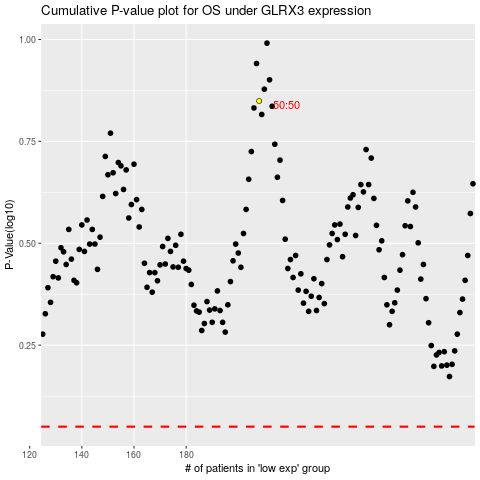 Cumulative P-value plot for OS under GLRX3 expression
P-Value(log10)
1.00
0.75
0.50
0.25
50:50
120 140 160 180
# of patients in 'low exp' group